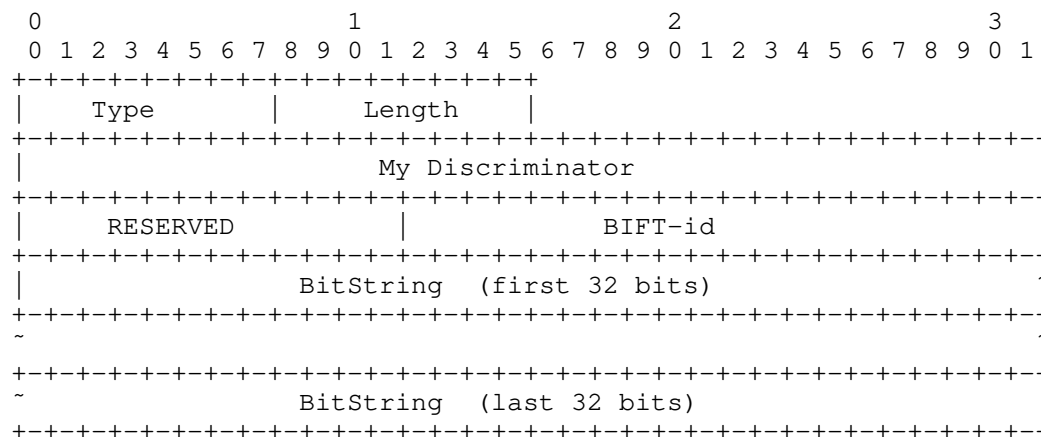 0                   1                   2                   3
0 1 2 3 4 5 6 7 8 9 0 1 2 3 4 5 6 7 8 9 0 1 2 3 4 5 6 7 8 9 0 1
+-+-+-+-+-+-+-+-+-+-+-+-+-+-+-+-+
|    Type       |     Length    |
+-+-+-+-+-+-+-+-+-+-+-+-+-+-+-+-+-+-+-+-+-+-+-+-+-+-+-+-+-+-+-+-+-
|                      My Discriminator
+-+-+-+-+-+-+-+-+-+-+-+-+-+-+-+-+-+-+-+-+-+-+-+-+-+-+-+-+-+-+-+-+-
|     RESERVED          |            BIFT-id
+-+-+-+-+-+-+-+-+-+-+-+-+-+-+-+-+-+-+-+-+-+-+-+-+-+-+-+-+-+-+-+-+-
|                 BitString  (first 32 bits)                    ~
+-+-+-+-+-+-+-+-+-+-+-+-+-+-+-+-+-+-+-+-+-+-+-+-+-+-+-+-+-+-+-+-+-
~                                                               ~
+-+-+-+-+-+-+-+-+-+-+-+-+-+-+-+-+-+-+-+-+-+-+-+-+-+-+-+-+-+-+-+-+-
~                 BitString  (last 32 bits)
+-+-+-+-+-+-+-+-+-+-+-+-+-+-+-+-+-+-+-+-+-+-+-+-+-+-+-+-+-+-+-+-+-